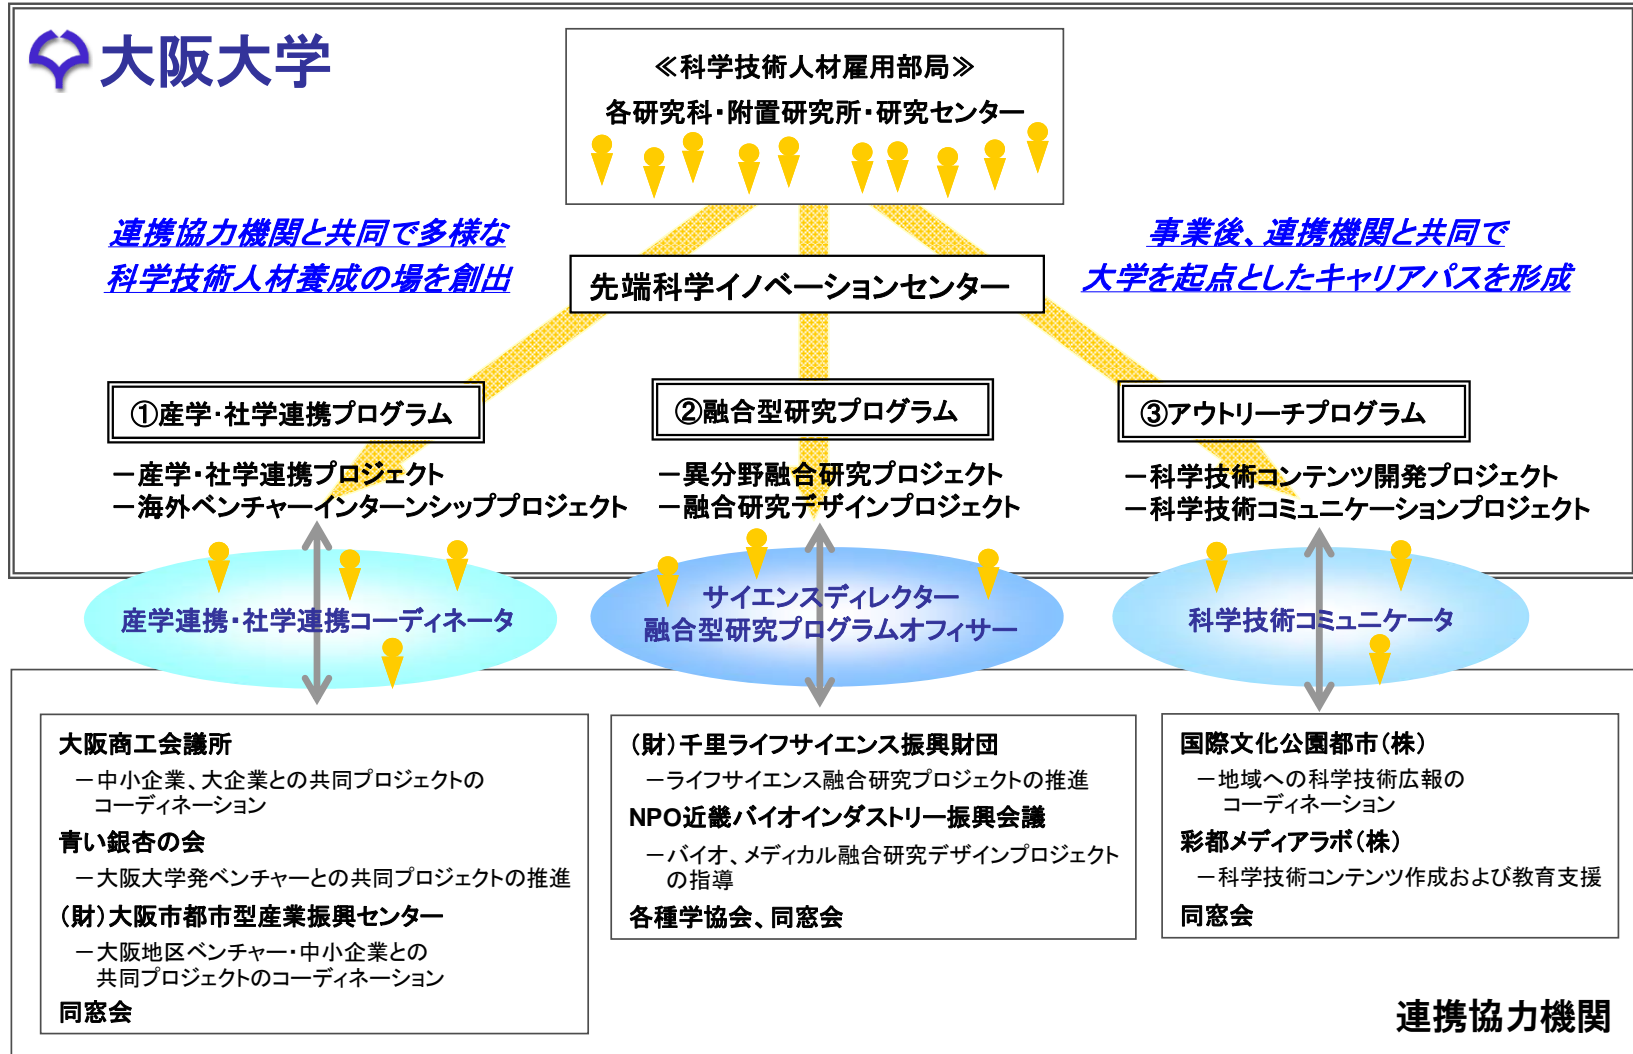 大阪大学
≪科学技術人材雇用部局≫
各研究科・附置研究所・研究センター
連携協力機関と共同で多様な
科学技術人材養成の場を創出
事業後、連携機関と共同で
大学を起点としたキャリアパスを形成
先端科学イノベーションセンター
①産学・社学連携プログラム
－産学・社学連携プロジェクト
－海外ベンチャーインターンシッププロジェクト
②融合型研究プログラム
－異分野融合研究プロジェクト
－融合研究デザインプロジェクト
③アウトリーチプログラム
－科学技術コンテンツ開発プロジェクト
－科学技術コミュニケーションプロジェクト
産学連携・社学連携コーディネータ
サイエンスディレクター
融合型研究プログラムオフィサー
科学技術コミュニケータ
大阪商工会議所
－中小企業、大企業との共同プロジェクトの
コーディネーション
青い銀杏の会
－大阪大学発ベンチャーとの共同プロジェクトの推進
（財）大阪市都市型産業振興センター
－大阪地区ベンチャー・中小企業との
共同プロジェクトのコーディネーション
同窓会
（財）千里ライフサイエンス振興財団
－ライフサイエンス融合研究プロジェクトの推進
NPO近畿バイオインダストリー振興会議
－バイオ、メディカル融合研究デザインプロジェクト
の指導
各種学協会、同窓会
国際文化公園都市（株）
－地域への科学技術広報の
コーディネーション
彩都メディアラボ（株）
－科学技術コンテンツ作成および教育支援
同窓会
連携協力機関